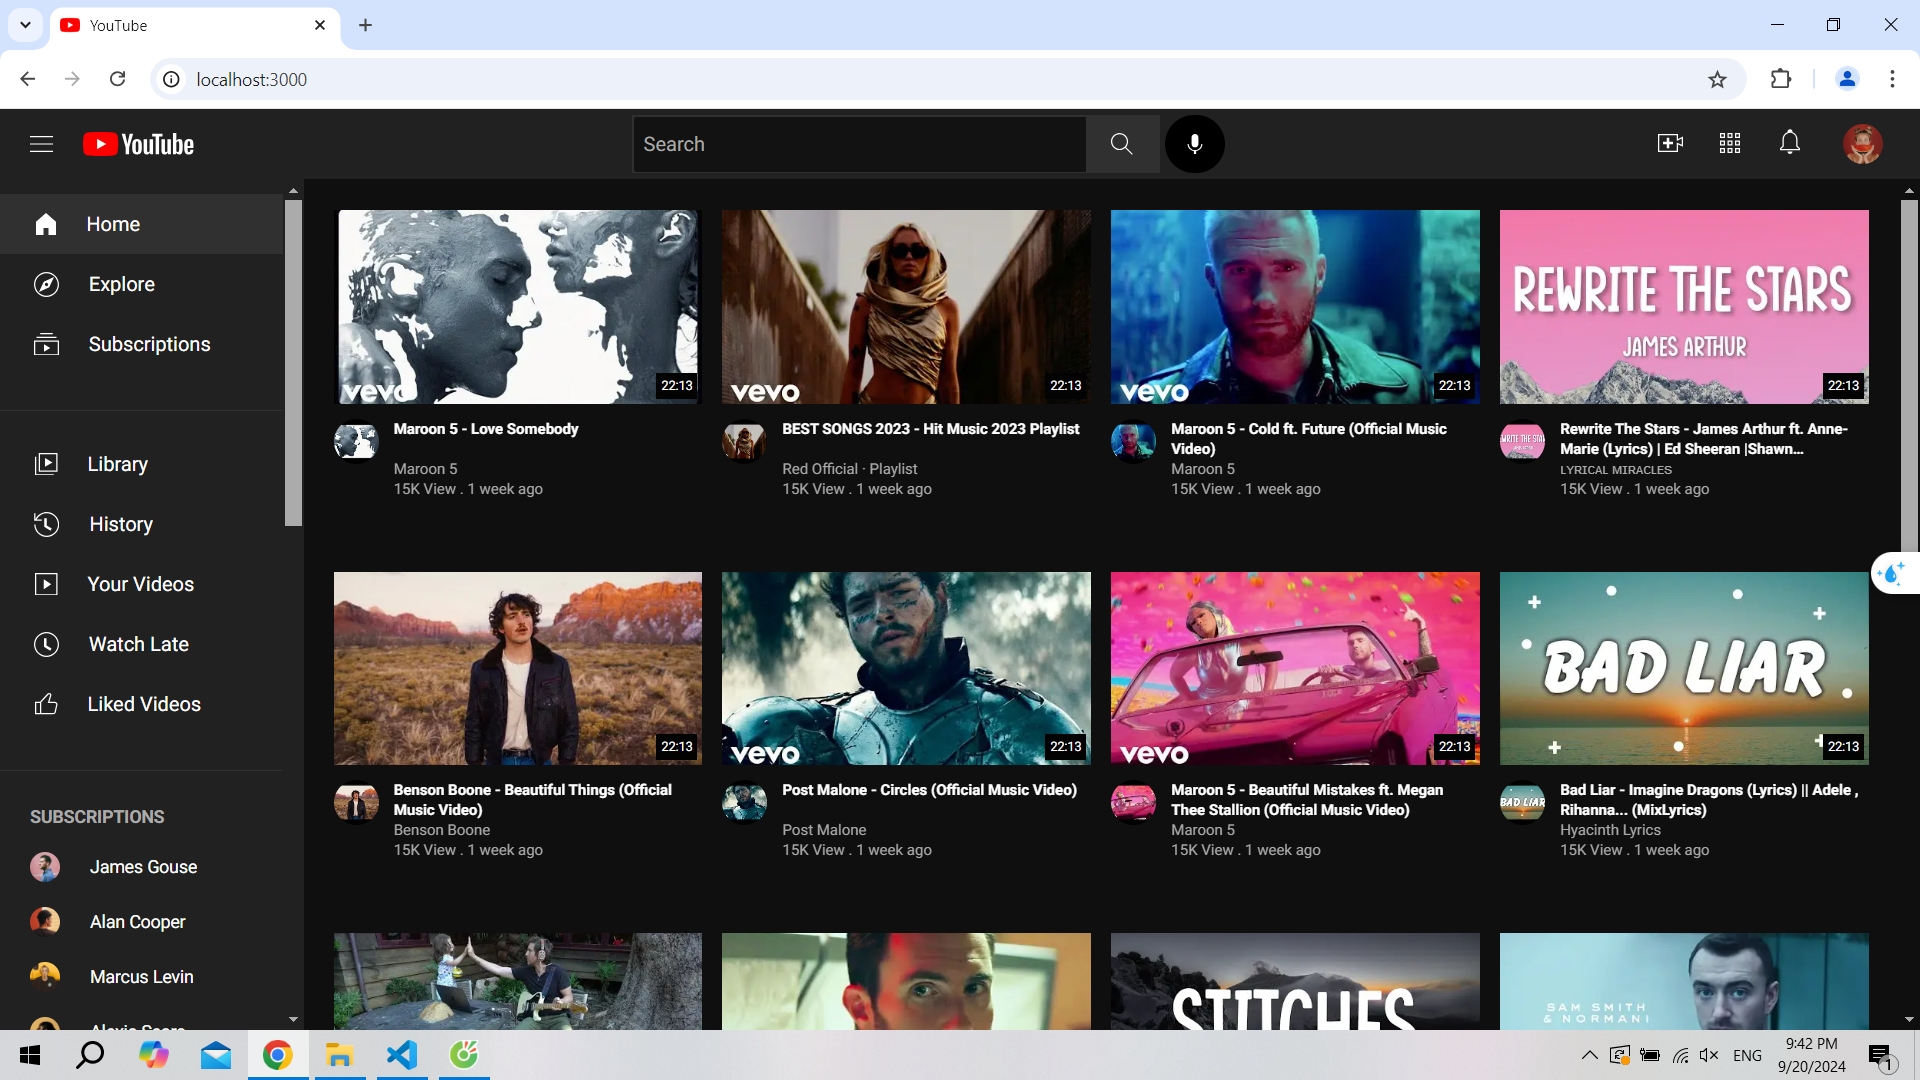 YouTube
localhost:3000
YouTube
Search
Home
Explore
Subscriptions
Library
History
Your Videos
Watch Late
Liked Videos
SUBSCRIPTIONS
James Gouse
Alan Cooper
Marcus Levin
vevo
22:13
Maroon 5 - Love Somebody
Maroon 5
15K View . 1 week ago
vevo
22:13
BEST SONGS 2023 - Hit Music 2023 Playlist
Red Official · Playlist
15K View . 1 week ago
vevo
22:13
Maroon 5 - Cold ft. Future (Official Music
Video)
Maroon 5
15K View . 1 week ago
REWRITE THE STARS
JAMES ARTHUR
22:13
Rewrite The Stars - James Arthur ft. Anne-
Marie (Lyrics) | Ed Sheeran |Shawn...
LYRICAL MIRACLES
15K View . 1 week ago
22:13
Benson Boone - Beautiful Things (Official
Music Video)
Benson Boone
15K View . 1 week ago
vevo
22:13
Post Malone - Circles (Official Music Video)
Post Malone
15K View . 1 week ago
vevo
22:13
Maroon 5 - Beautiful Mistakes ft. Megan
Thee Stallion (Official Music Video)
Maroon 5
15K View . 1 week ago
BAD LIAR
22:13
BAD LIAR
Bad Liar - Imagine Dragons (Lyrics) || Adele ,
Rihanna... (MixLyrics)
Hyacinth Lyrics
15K View . 1 week ago
STITCHES
SAM SMITH
& NORMANI
ENG
9:42 PM
9/20/2024
1